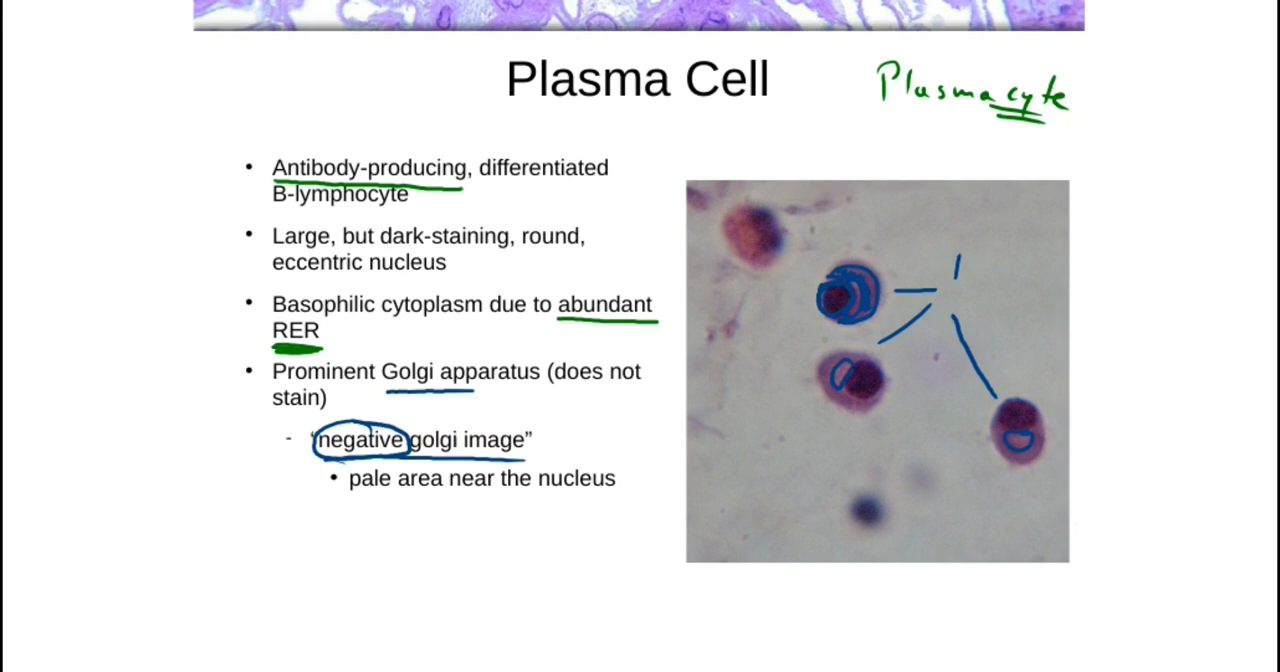 Plasma Cell
Plasmacyte
• Antibody-producing, differentiated
B-lymphocyte
• Large, but dark-staining, round,
eccentric nucleus
• Basophilic cytoplasm due to abundant
RER
• Prominent Golgi apparatus (does not
stain)
- “negative golgi image”
• pale area near the nucleus